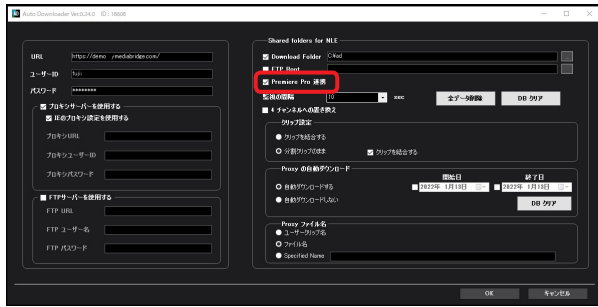 Auto Downloader Ver.0.24.0 ID : 16608
URL
https://demo
ymediabridge.com/
ユーザーID
fuji
パスワード
********
プロキシサーバーを使用する
IEのプロキシ設定を使用する
プロキシURL
プロキシユーザーID
プロキシパスワード
FTPサーバーを使用する
FTP URL
FTP ユーザー名
FTP パスワード
Shared folders for NLE
Download Folder
FTP Root
Premiere Pro 連携
監視の間隔
10
sec
全データ削除
DB クリア
4 チャンネルへの置き換え
クリップ設定
クリップを結合する
分割クリップのまま
クリップを結合する
Proxy の自動ダウンロード
開始日
終了日
自動ダウンロードする
2022年 1月13日
2022年 1月13日
自動ダウンロードしない
DB クリア
Proxy ファイル名
ユーザークリップ名
ファイル名
Specified Name
OK
キャンセル